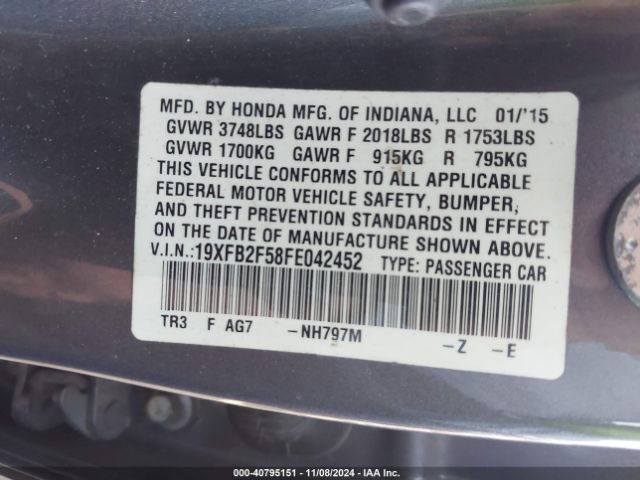 MFD. BY HONDA MFG. OF INDIANA, LLC 01/'15
GVWR 3748LBS GAWR F 2018LBS R 1753LBS
GVWR 1700KG GAWR F 915KG R 795KG
THIS VEHICLE CONFORMS TO ALL APPLICABLE
FEDERAL MOTOR VEHICLE SAFETY, BUMPER,
AND THEFT PREVENTION STANDARDS IN EFFECT
ON THE DATE OF MANUFACTURE SHOWN ABOVE.
V.I.N.:19XFB2F58FE042452 TYPE: PASSENGER CAR
TR3 F AG7 -NH797M -Z -E
000-40795151 - 11/08/2024 - IAA Inc.